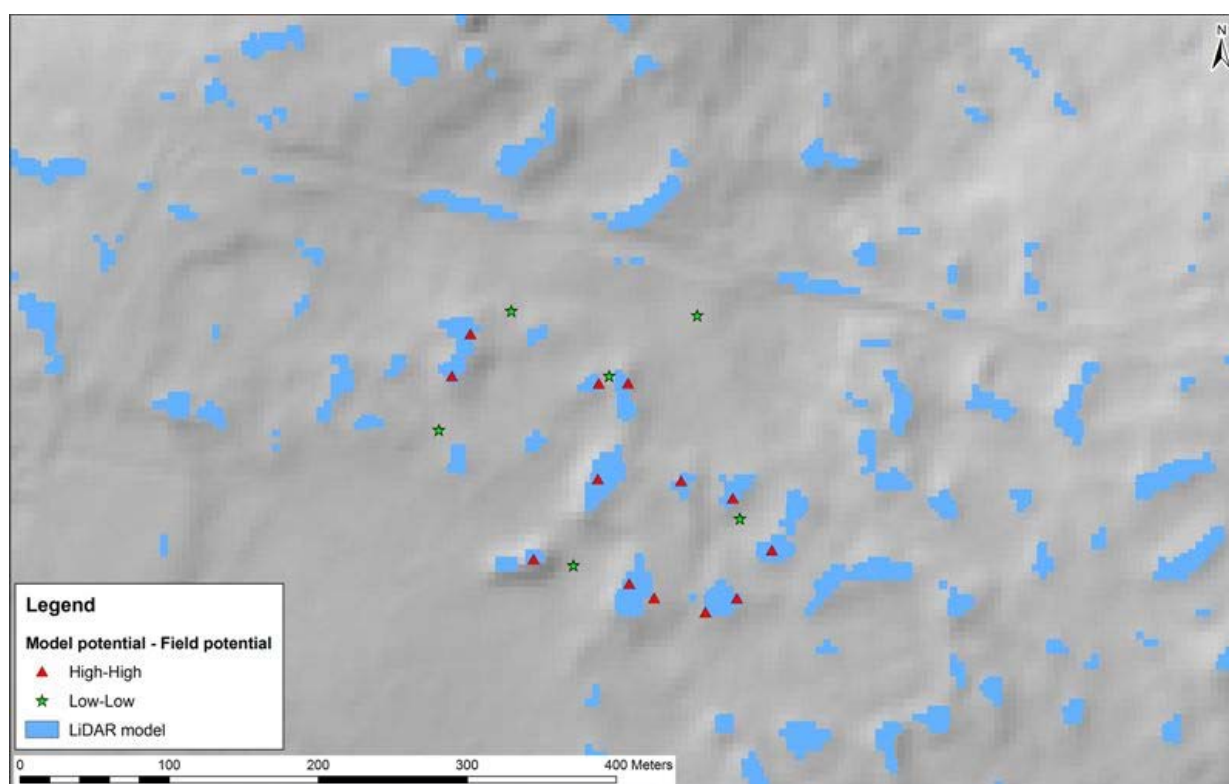 N
Legend
Model potential - Field potential
High-High
Low-Low
LiDAR model
0 100 200 300 400 Meters